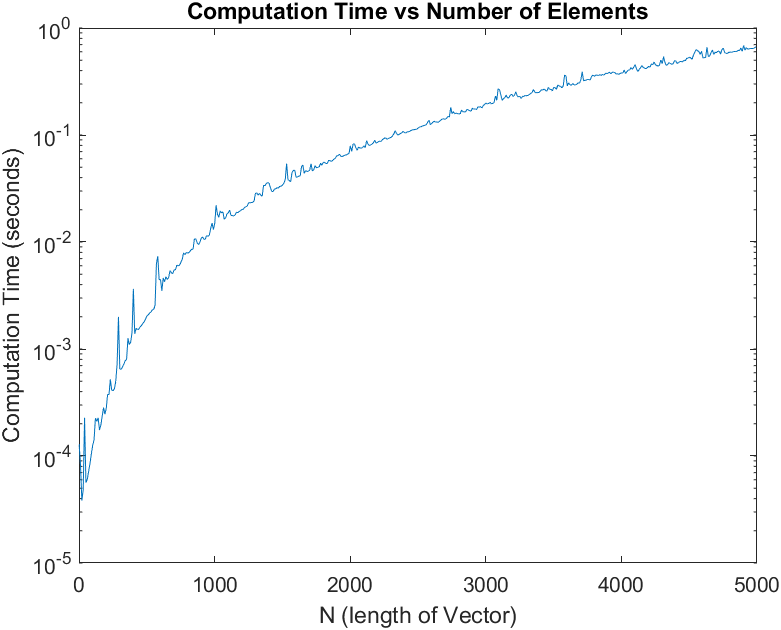 Computation Time vs Number of Elements
Computation Time (seconds)
10^0
10^-1
10^-2
10^-3
10^-4
10^-5
0 1000 2000 3000 4000 5000
N (length of Vector)